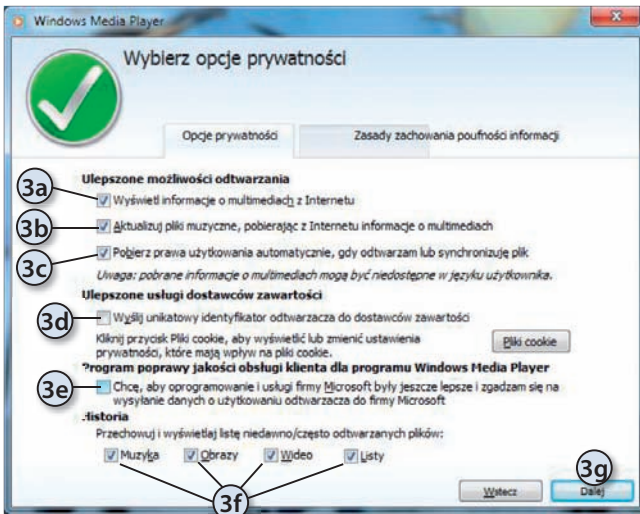 Windows Media Player
Wybierz opcje prywatności
Opcje prywatności Zasady zachowania poufności informacji
Ulepszone możliwości odtwarzania
3a Wyświetl informacje o multimediach z Internetu
3b Aktualizuj pliki muzyczne, pobierając z Internetu informacje o multimediach
3c Pobierz prawa użytkowania automatycznie, gdy odtwarzam lub synchronizuję plik
Uwaga: pobrane informacje o multimediach mogą być niedostępne w języku użytkownika.
Ulepszone usługi dostawców zawartości
3d Wyślij unikatowy identyfikator odtwarzacza do dostawców zawartości
Kliknij przycisk Pliki cookie, aby wyświetlić lub zmienić ustawienia
prywatności, które mają wpływ na pliki cookie.
Pliki cookie
Program poprawy jakości obsługi klienta dla programu Windows Media Player
3e Chcę, aby oprogramowanie i usługi firmy Microsoft były jeszcze lepsze i zgadzam się na
wysyłanie danych o użytkowaniu odtwarzacza do firmy Microsoft
Historia
Przechowuj i wyświetlaj listę niedawno/często odtwarzanych plików:
Muzyka Obrazy Wideo Listy
3f
3g
Wstecz Dalej